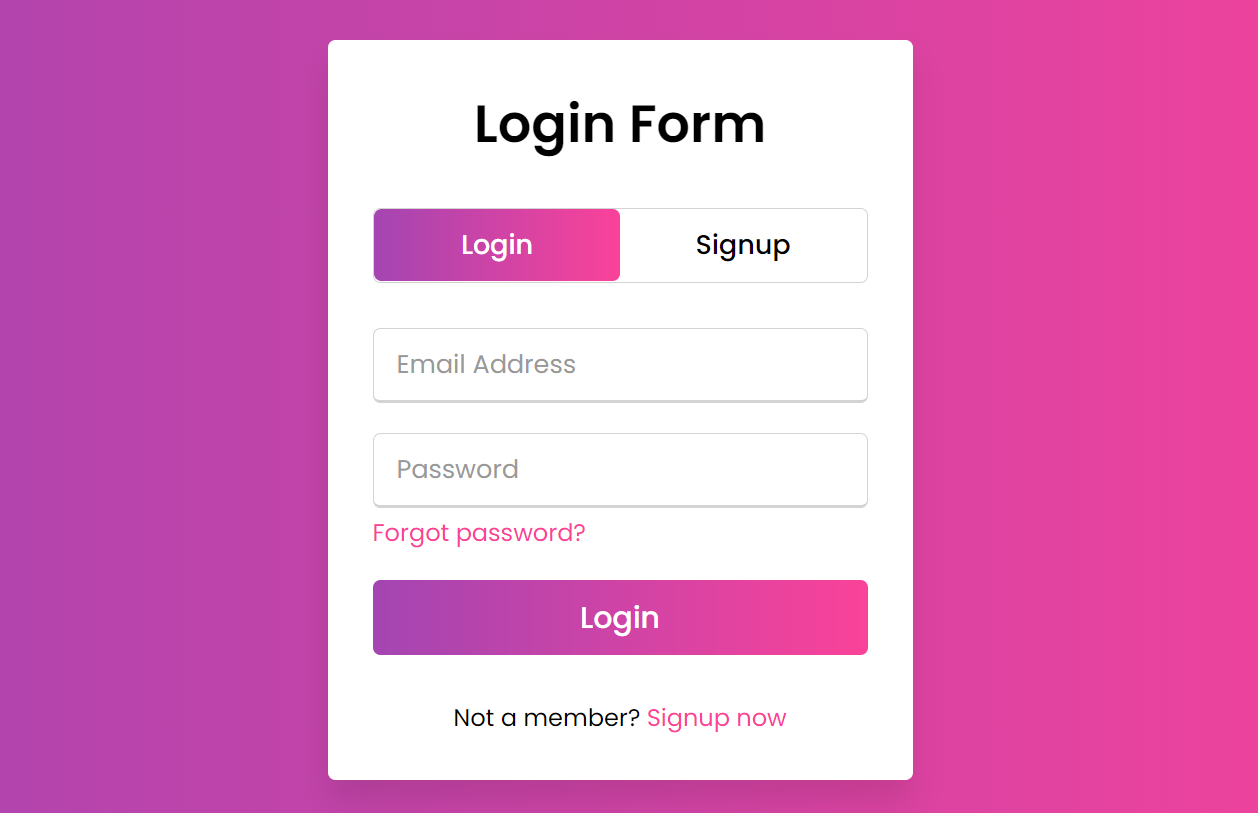 Login Form
Login Signup
Email Address
Password
Forgot password?
Login
Not a member? Signup now